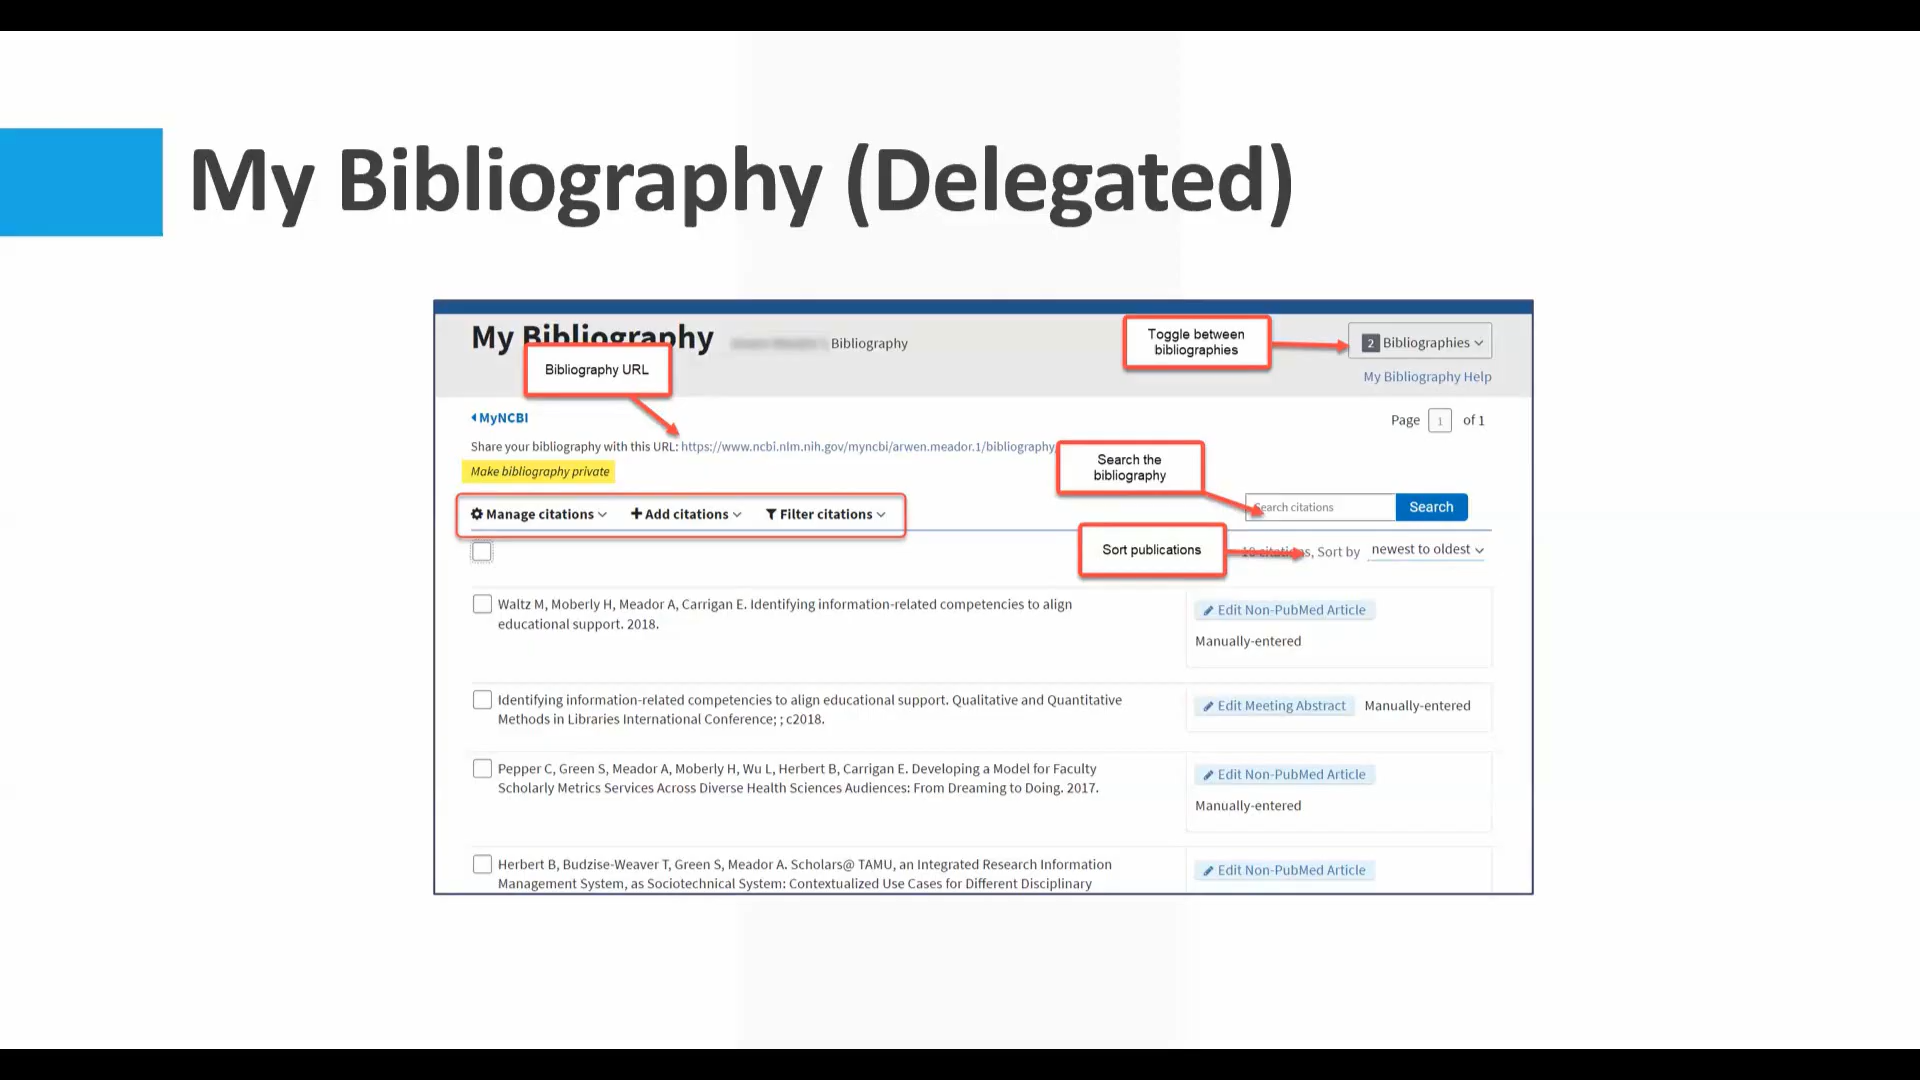 My Bibliography (Delegated)
My Bibliography
Bibliography
Toggle between
bibliographies
2 Bibliographies
My Bibliography Help
Bibliography URL
MyNCBI
Page 1 of 1
Share your bibliography with this URL: https://www.ncbi.nlm.nih.gov/myncbi/arwen.meador.1/bibliography
Make bibliography private
Search the
bibliography
Manage citations Add citations Filter citations
Search citations Search
Sort publications
citations, Sort by newest to oldest
Waltz M, Moberly H, Meador A, Carrigan E. Identifying information-related competencies to align
educational support. 2018.
Edit Non-PubMed Article
Manually-entered
Identifying information-related competencies to align educational support. Qualitative and Quantitative
Methods in Libraries International Conference; ; c2018.
Edit Meeting Abstract Manually-entered
Pepper C, Green S, Meador A, Moberly H, Wu L, Herbert B, Carrigan E. Developing a Model for Faculty
Scholarly Metrics Services Across Diverse Health Sciences Audiences: From Dreaming to Doing. 2017.
Edit Non-PubMed Article
Manually-entered
Herbert B, Budzise-Weaver T, Green S, Meador A. Scholars@ TAMU, an Integrated Research Information
Management System, as Sociotechnical System: Contextualized Use Cases for Different Disciplinary
Edit Non-PubMed Article